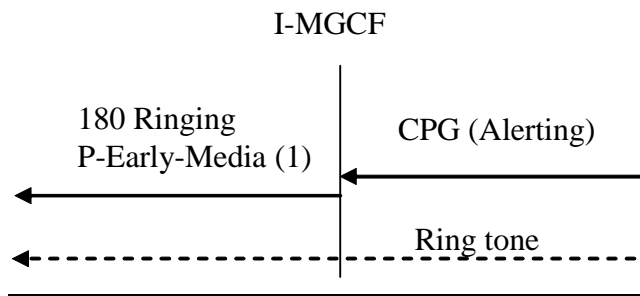 I-MGCF
180 Ringing
P-Early-Media (1)
CPG (Alerting)
Ring tone